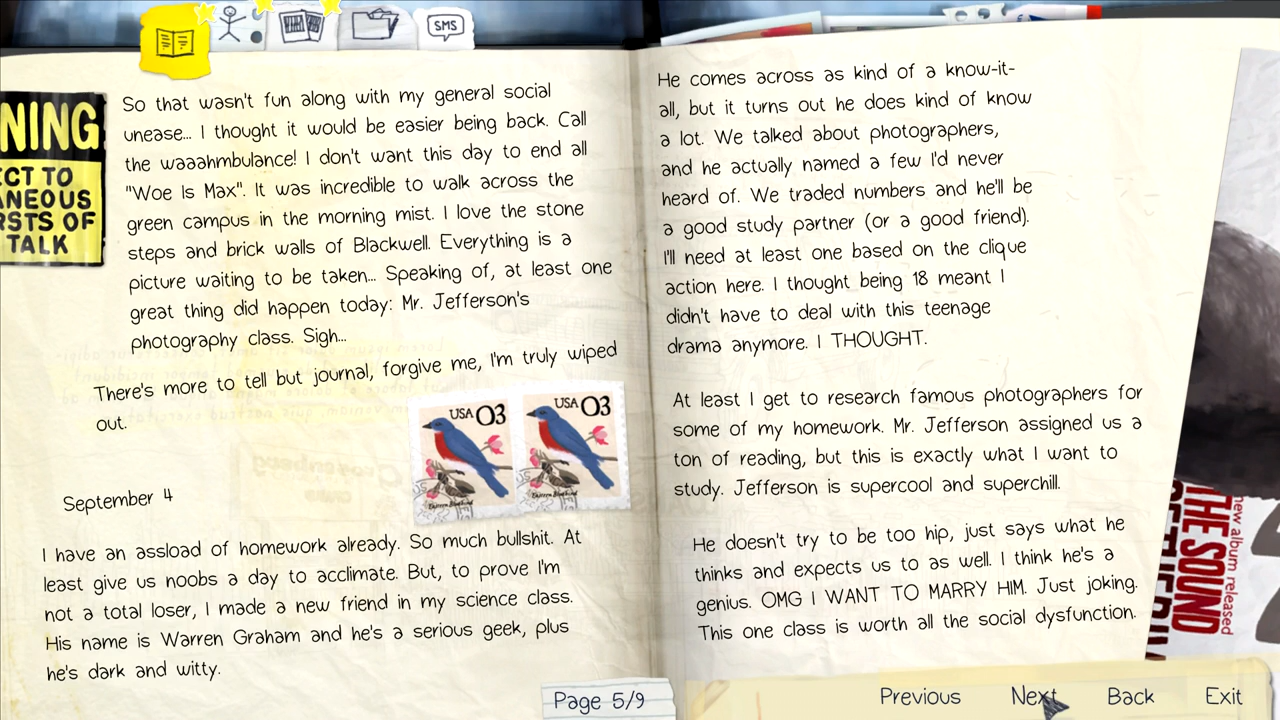 SMS
NING
ECT TO
ANEOUS
RSTS OF
TALK
So that wasn't fun along with my general social
unease... I thought it would be easier being back. Call
the waaahmbulance! I don't want this day to end all
"Woe Is Max". It was incredible to walk across the
green campus in the morning mist. I love the stone
steps and brick walls of Blackwell. Everything is a
picture waiting to be taken... Speaking of, at least one
great thing did happen today: Mr. Jefferson's
photography class. Sigh...
There's more to tell but journal, forgive me, I'm truly wiped
out.
USA 03
USA 03
Eastern Bluebird
Eastern Bluebird
September 4
I have an assload of homework already. So much bullshit. At
least give us noobs a day to acclimate. But, to prove I'm
not a total loser, I made a new friend in my science class.
His name is Warren Graham and he's a serious geek, plus
he's dark and witty.
He comes across as kind of a know-it-
all, but it turns out he does kind of know
a lot. We talked about photographers,
and he actually named a few I'd never
heard of. We traded numbers and he'll be
a good study partner (or a good friend).
I'll need at least one based on the clique
action here. I thought being 18 meant I
didn't have to deal with this teenage
drama anymore. I THOUGHT.
At least I get to research famous photographers for
some of my homework. Mr. Jefferson assigned us a
ton of reading, but this is exactly what I want to
study. Jefferson is supercool and superchill.
He doesn't try to be too hip, just says what he
thinks and expects us to as well. I think he's a
genius. OMG I WANT TO MARRY HIM. Just joking.
This one class is worth all the social dysfunction.
new album released
THE SOUND
Page 5/9
Previous
Next
Back
Exit